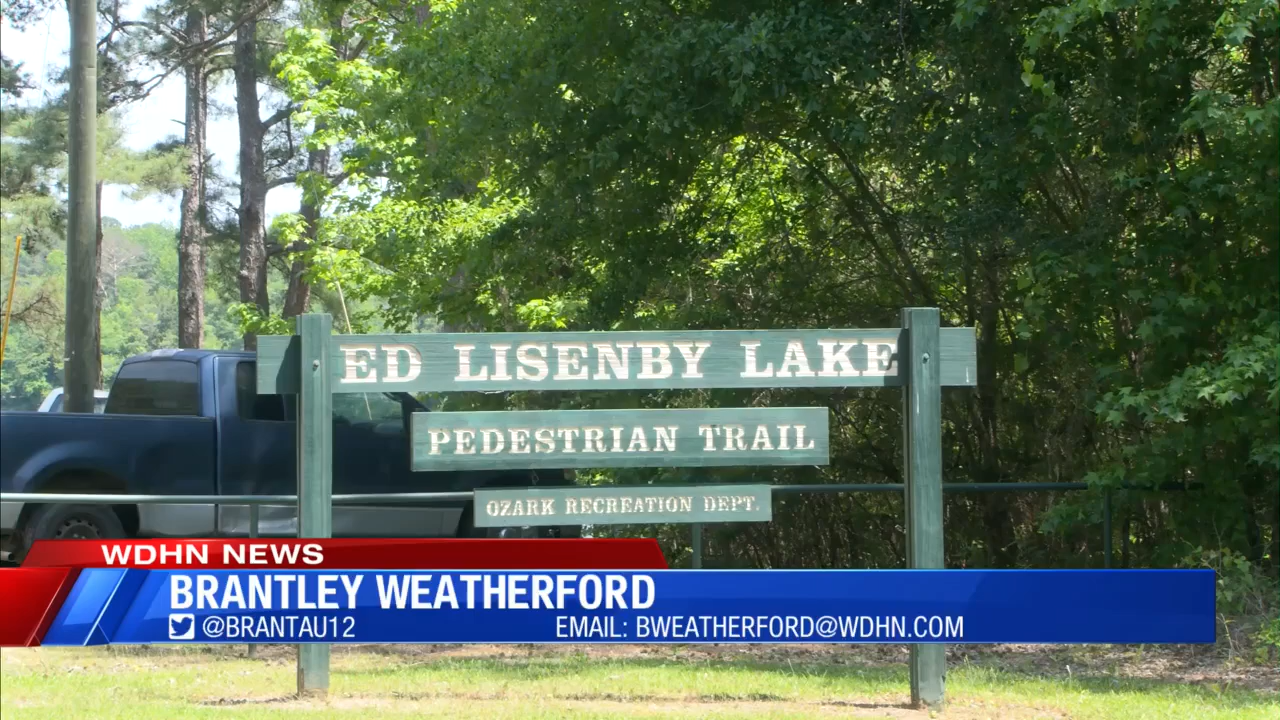 ED LISENBY LAKE
PEDESTRIAN TRAIL
OZARK RECREATION DEPT.
WDHN NEWS
BRANTLEY WEATHERFORD
@BRANTAU12 EMAIL: BWEATHERFORD@WDHN.COM